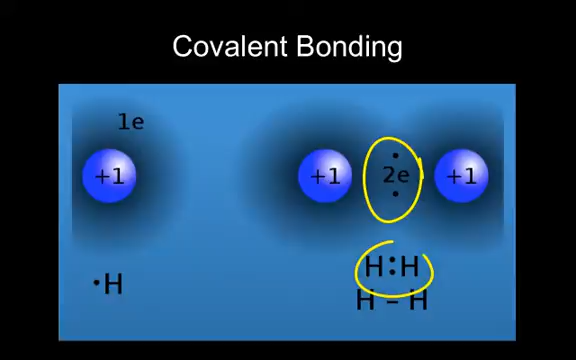 Covalent Bonding
1e
+1
+1
2e
+1
·H
H:H
H – H